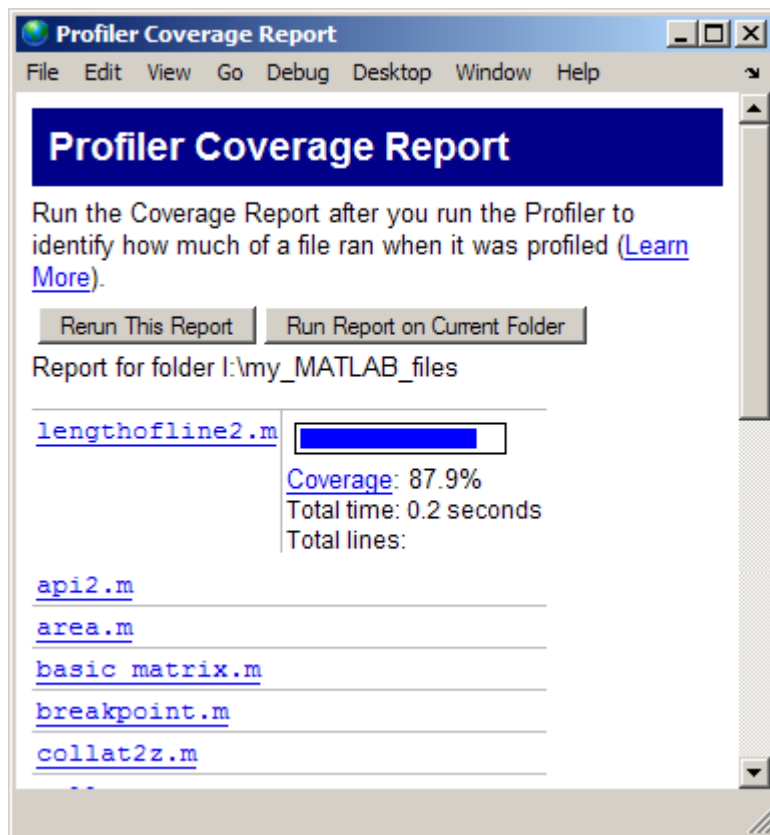 Profiler Coverage Report
File Edit View Go Debug Desktop Window Help
Profiler Coverage Report
Run the Coverage Report after you run the Profiler to
identify how much of a file ran when it was profiled (Learn
More).
Rerun This Report Run Report on Current Folder
Report for folder I:\my_MATLAB_files
lengthofline2.m
Coverage: 87.9%
Total time: 0.2 seconds
Total lines:
api2.m
area.m
basic_matrix.m
breakpoint.m
collat2z.m